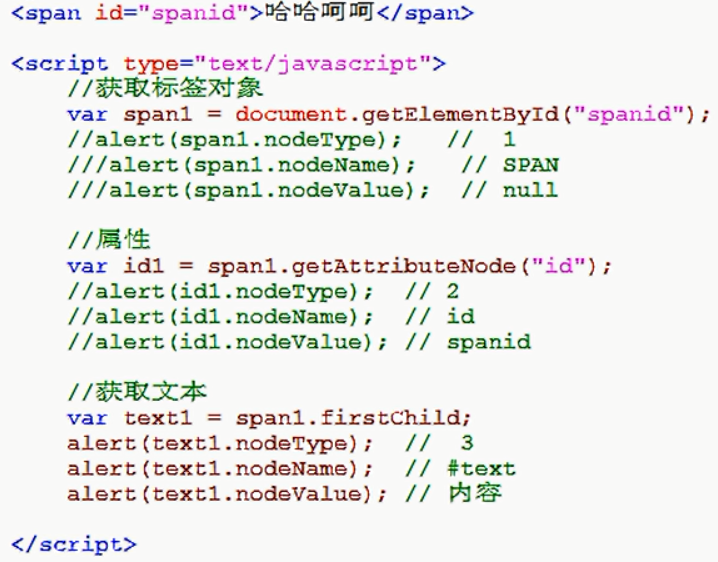 <span id="spanid">哈哈呵呵</span>
<script type="text/javascript">
//获取标签对象
var span1 = document.getElementById("spanid");
//alert(span1.nodeType);   //  1
///alert(span1.nodeName);   // SPAN
///alert(span1.nodeValue);  // null
//属性
var id1 = span1.getAttributeNode("id");
//alert(id1.nodeType);  // 2
//alert(id1.nodeName);  // id
//alert(id1.nodeValue); // spanid
//获取文本
var text1 = span1.firstChild;
alert(text1.nodeType);  //  3
alert(text1.nodeName);  // #text
alert(text1.nodeValue); // 内容
</script>